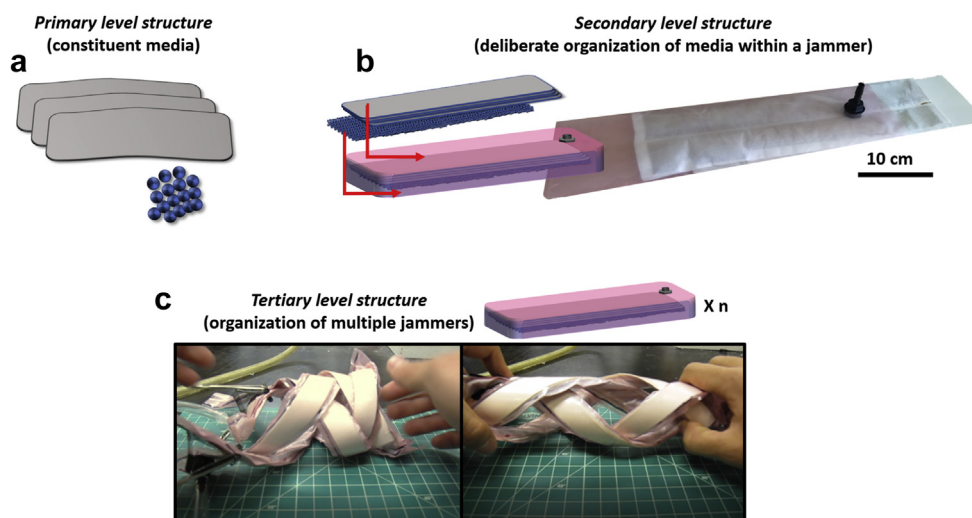 Primary level structure
(constituent media)
a
Secondary level structure
(deliberate organization of media within a jammer)
b
10 cm
c
Tertiary level structure
(organization of multiple jammers)
X n